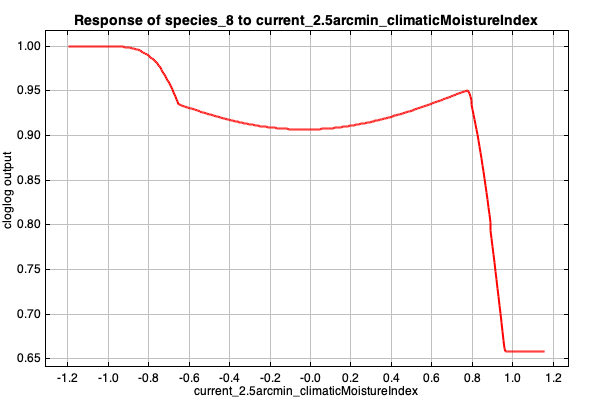 Response of species_8 to current_2.5arcmin_climaticMoistureIndex
1.00
0.95
0.90
0.85
0.80
0.75
0.70
0.65
cloglog output
-1.2 -1.0 -0.8 -0.6 -0.4 -0.2 -0.0 0.2 0.4 0.6 0.8 1.0 1.2
current_2.5arcmin_climaticMoistureIndex